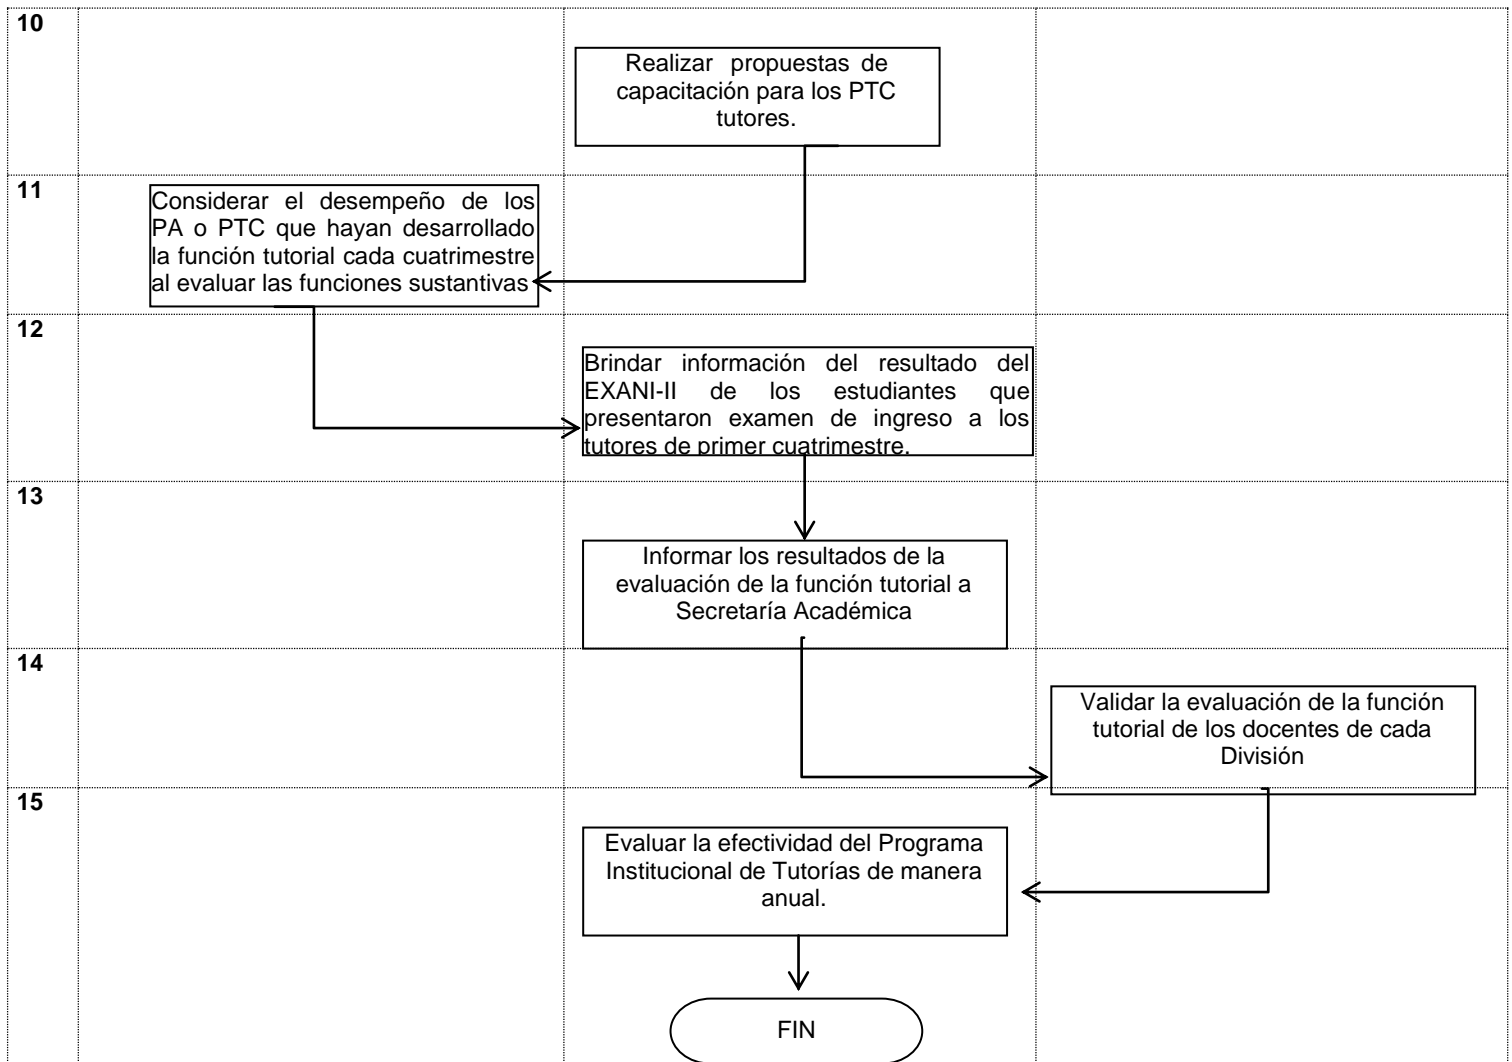 10
Realizar propuestas de
capacitación para los PTC
tutores.
11
Considerar el desempeño de los
PA o PTC que hayan desarrollado
la función tutorial cada cuatrimestre
al evaluar las funciones sustantivas
12
Brindar información del resultado del
EXANI-II de los estudiantes que
presentaron examen de ingreso a los
tutores de primer cuatrimestre.
13
Informar los resultados de la
evaluación de la función tutorial a
Secretaría Académica
14
Validar la evaluación de la función
tutorial de los docentes de cada
División
15
Evaluar la efectividad del Programa
Institucional de Tutorías de manera
anual.
FIN